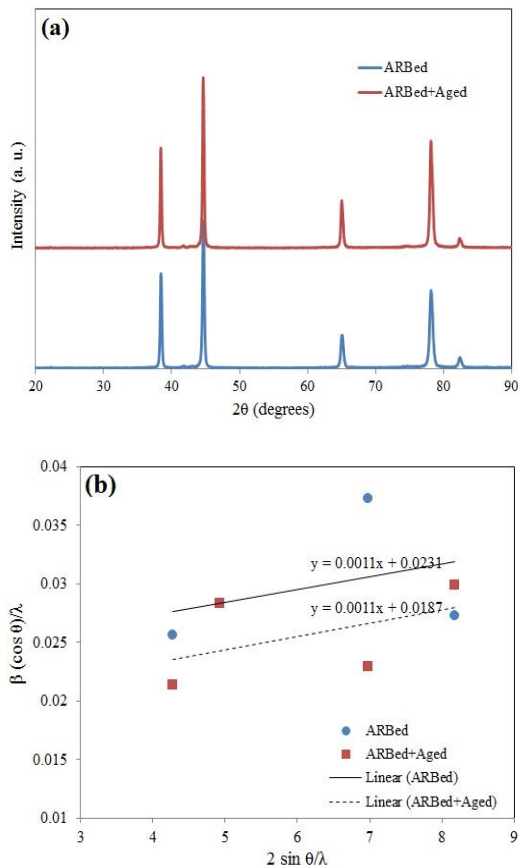 (a)
ARBed
ARBed+Aged
Intensity (a. u.)
20 30 40 50 60 70 80 90
2θ (degrees)
(b)
0.04
0.035
0.03
0.025
0.02
0.015
0.01
y = 0.0011x + 0.0231
y = 0.0011x + 0.0187
β (cos θ)/λ
ARBed
ARBed+Aged
Linear (ARBed)
Linear (ARBed+Aged)
3 4 5 6 7 8 9
2 sin θ/λ